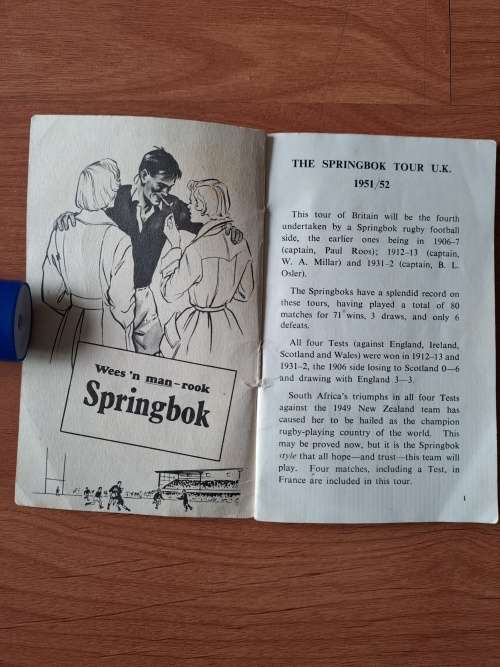 Wees 'n man-rook
Springbok
THE SPRINGBOK TOUR U.K.
1951/52
This tour of Britain will be the fourth
undertaken by a Springbok rugby football
side, the earlier ones being in 1906-7
(captain, Paul Roos); 1912-13 (captain,
W. A. Millar) and 1931-2 (captain, B. L.
Osler).
The Springboks have a splendid record on
these tours, having played a total of 80
matches for 71 wins, 3 draws, and only 6
defeats.
All four Tests (against England, Ireland,
Scotland and Wales) were won in 1912-13 and
1931-2, the 1906 side losing to Scotland 0—6
and drawing with England 3—3.
South Africa's triumphs in all four Tests
against the 1949 New Zealand team has
caused her to be hailed as the champion
rugby-playing country of the world. This
may be proved now, but it is the Springbok
style that all hope—and trust—this team will
play. Four matches, including a Test, in
France are included in this tour.
1